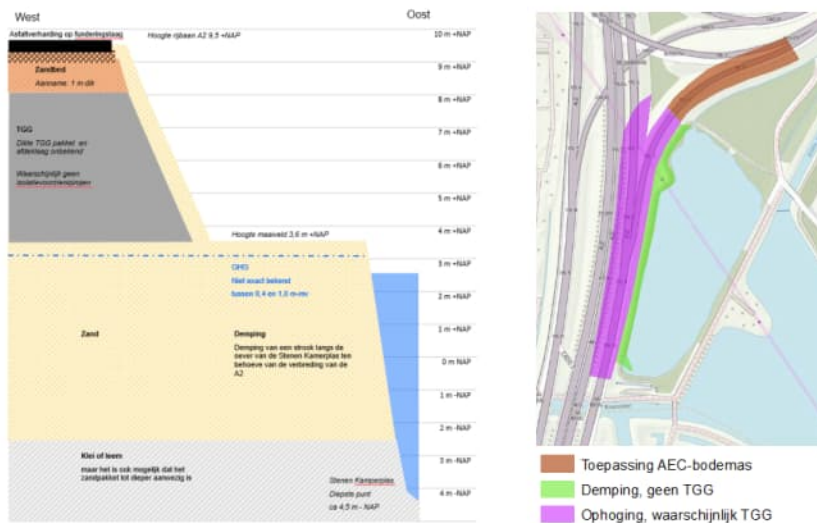 West
Oost
Asfaltverharding op funderingslaag
Hoogte rijbaan A2 9,5 +NAP
10 m +NAP
Zandbed
Aanname: 1 m dik
9 m +NAP
8 m +NAP
TGG
Dikte TGG pakket en
afdeklaag onbekend
7 m +NAP
Waarschijnlijk geen
isolatievoorzieningen
6 m +NAP
5 m +NAP
Hoogte maaiveld 3,6 m +NAP
4 m +NAP
GHG
Niet exact bekend
tussen 0,4 en 1,0 m-mv
3 m +NAP
2 m +NAP
Zand
Demping
Demping van een strook langs de
oever van de Stenen Kamerplas ten
behoeve van de verbreding van de
A2
1 m +NAP
0 m NAP
1 m -NAP
2 m -NAP
Klei of leem
maar het is ook mogelijk dat het
zandpakket tot dieper aanwezig is
3 m -NAP
Stenen Kamerplas
Diepste punt
ca 4,5 m - NAP
4 m -NAP
Toepassing AEC-bodemas
Demping, geen TGG
Ophoging, waarschijnlijk TGG